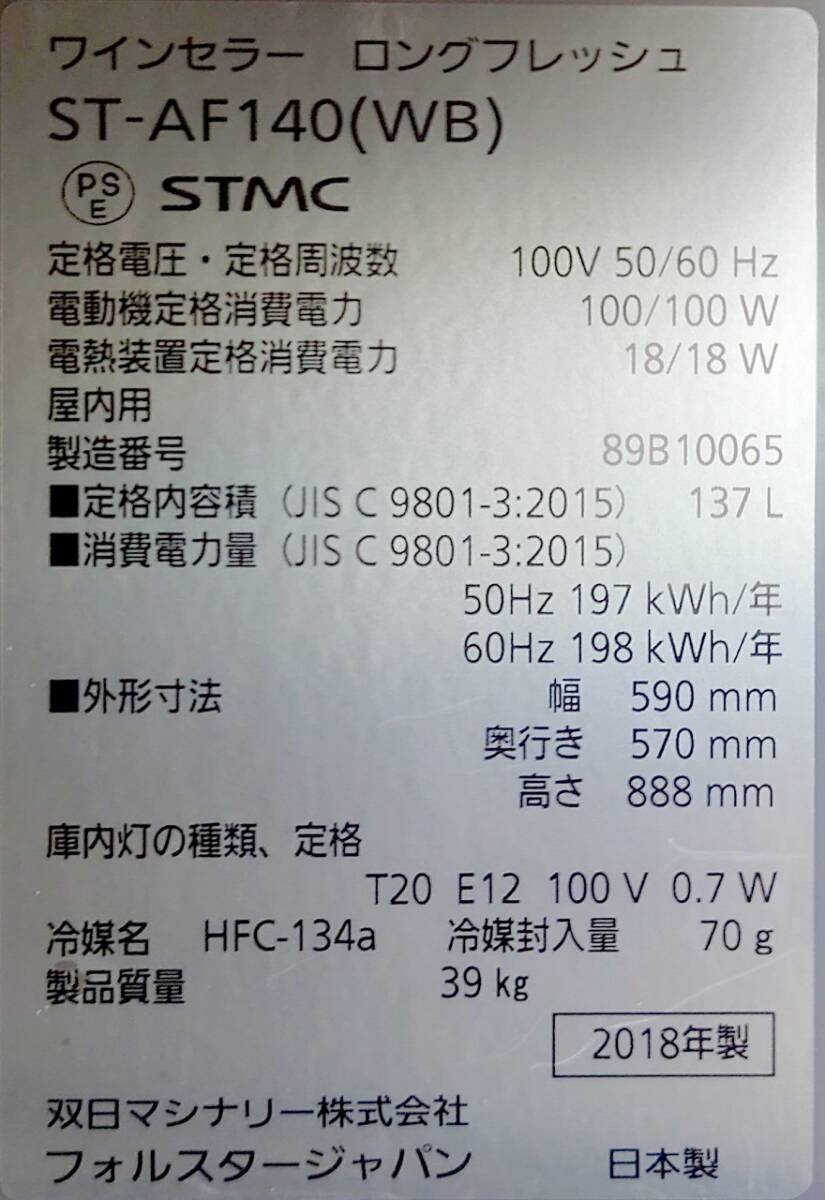 ワインセラー ロングフレッシュ
ST-AF140(WB)
PSE STMC
定格電圧・定格周波数 100V 50/60 Hz
電動機定格消費電力 100/100 W
電熱装置定格消費電力 18/18 W
屋内用
製造番号 89B10065
■定格内容積（JIS C 9801-3:2015） 137 L
■消費電力量（JIS C 9801-3:2015）
50Hz 197 kWh/年
60Hz 198 kWh/年
■外形寸法 幅 590 mm
奥行き 570 mm
高さ 888 mm
庫内灯の種類、定格
T20 E12 100 V 0.7 W
冷媒名 HFC-134a 冷媒封入量 70 g
製品質量 39 kg
2018年製
双日マシナリー株式会社
フォルスタージャパン 日本製